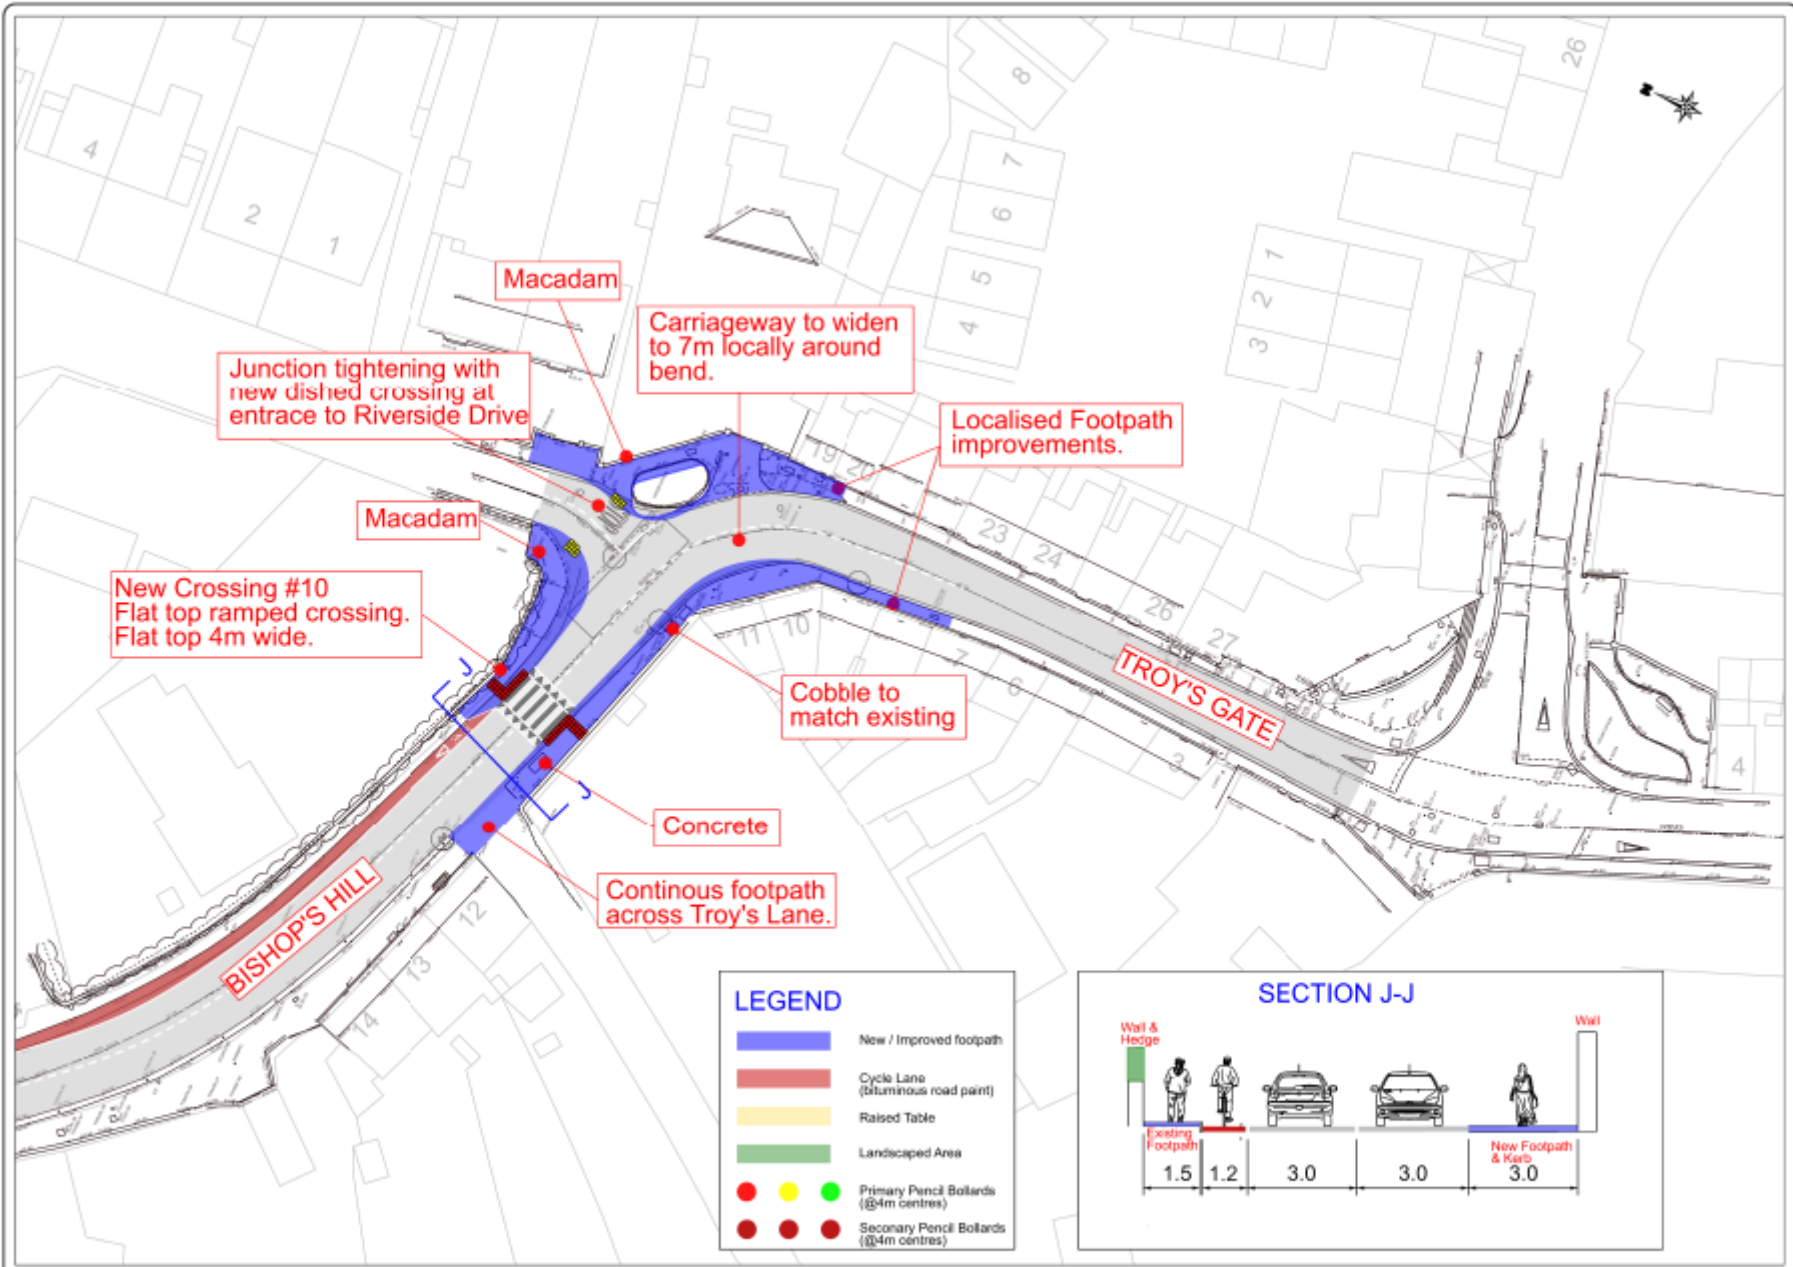 26
8
4
7
2
1
6
1
5
2
4
3
Macadam
Carriageway to widen
to 7m locally around
bend.
Junction tightening with
new dished crossing at
entrace to Riverside Drive
Localised Footpath
improvements.
19
20
Macadam
23
24
New Crossing #10
Flat top ramped crossing.
Flat top 4m wide.
26
27
11
10
7
6
3
4
J
J
TROY'S GATE
Cobble to
match existing
Concrete
Continous footpath
across Troy's Lane.
BISHOP'S HILL
12
13
14
LEGEND
New / Improved footpath
Cycle Lane
(bituminous road paint)
Raised Table
Landscaped Area
Primary Pencil Bollards
(@4m centres)
Seconary Pencil Bollards
(@4m centres)
SECTION J-J
Wall &
Hedge
Wall
Existing
Footpath
New Footpath
& Kerb
1.5
1.2
3.0
3.0
3.0